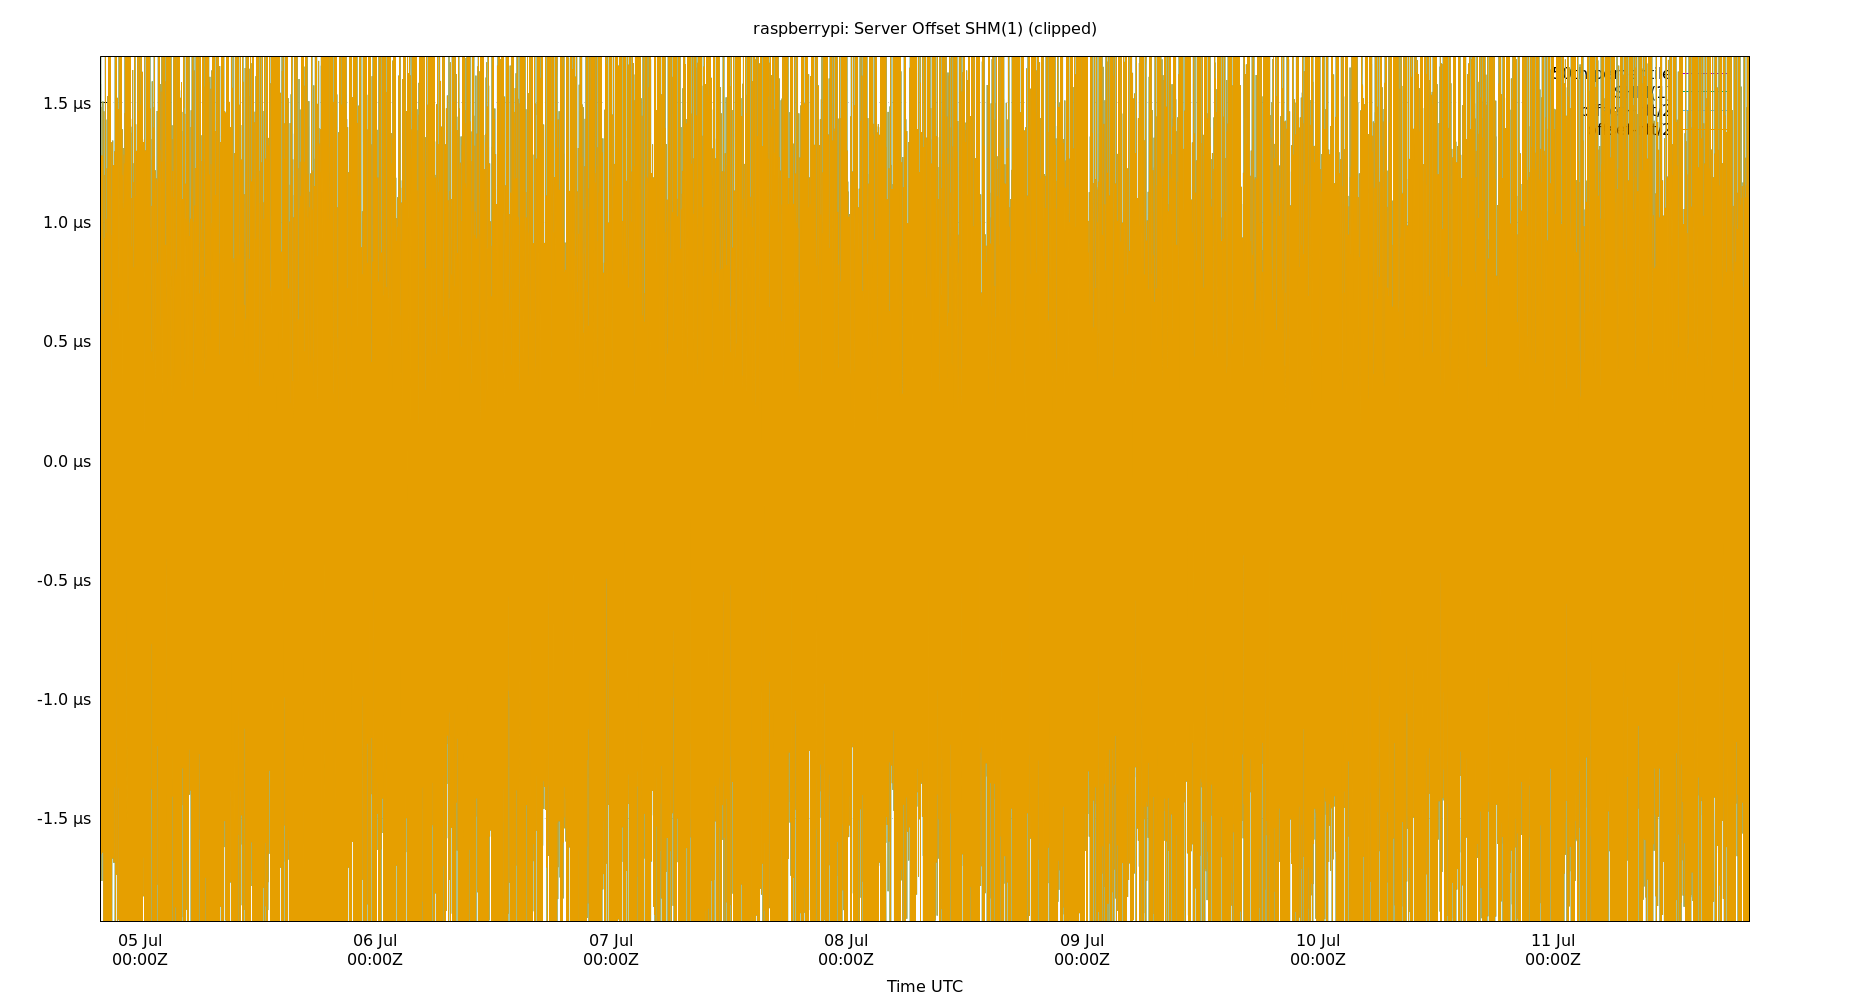 raspberrypi: Server Offset SHM(1) (clipped)
1.5 µs
1.0 µs
0.5 µs
0.0 µs
-0.5 µs
-1.0 µs
-1.5 µs
05 Jul 06 Jul 07 Jul 08 Jul 09 Jul 10 Jul 11 Jul
00:00Z 00:00Z 00:00Z 00:00Z 00:00Z 00:00Z 00:00Z
Time UTC